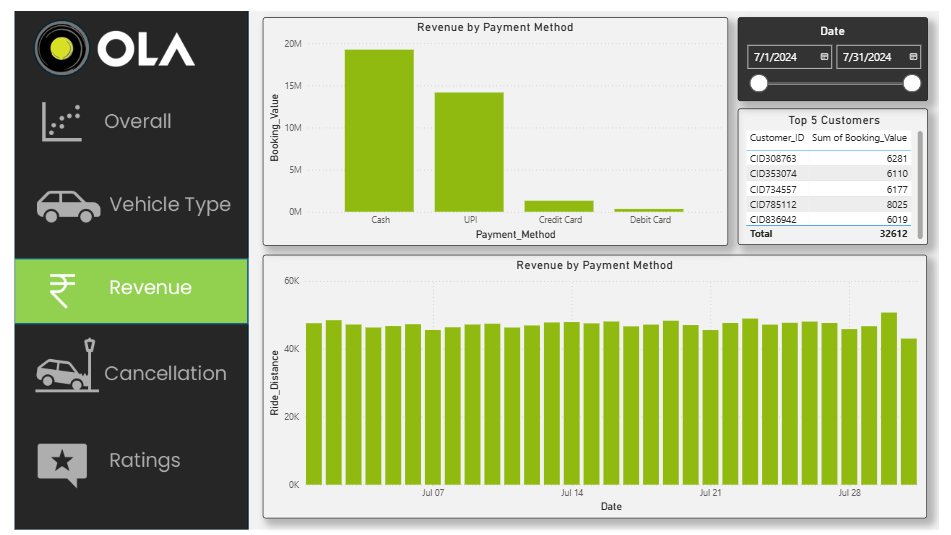 OLA
Overall
Vehicle Type
Revenue
Cancellation
Ratings
Revenue by Payment Method
20M
15M
10M
5M
0M
Booking_Value
Cash UPI Credit Card Debit Card
Payment_Method
Date
7/1/2024 7/31/2024
Top 5 Customers
Customer_ID Sum of Booking_Value
CID308763 6281
CID353074 6110
CID734557 6177
CID785112 8025
CID836942 6019
Total 32612
Revenue by Payment Method
60K
40K
20K
0K
Ride_Distance
Jul 07 Jul 14 Jul 21 Jul 28
Date